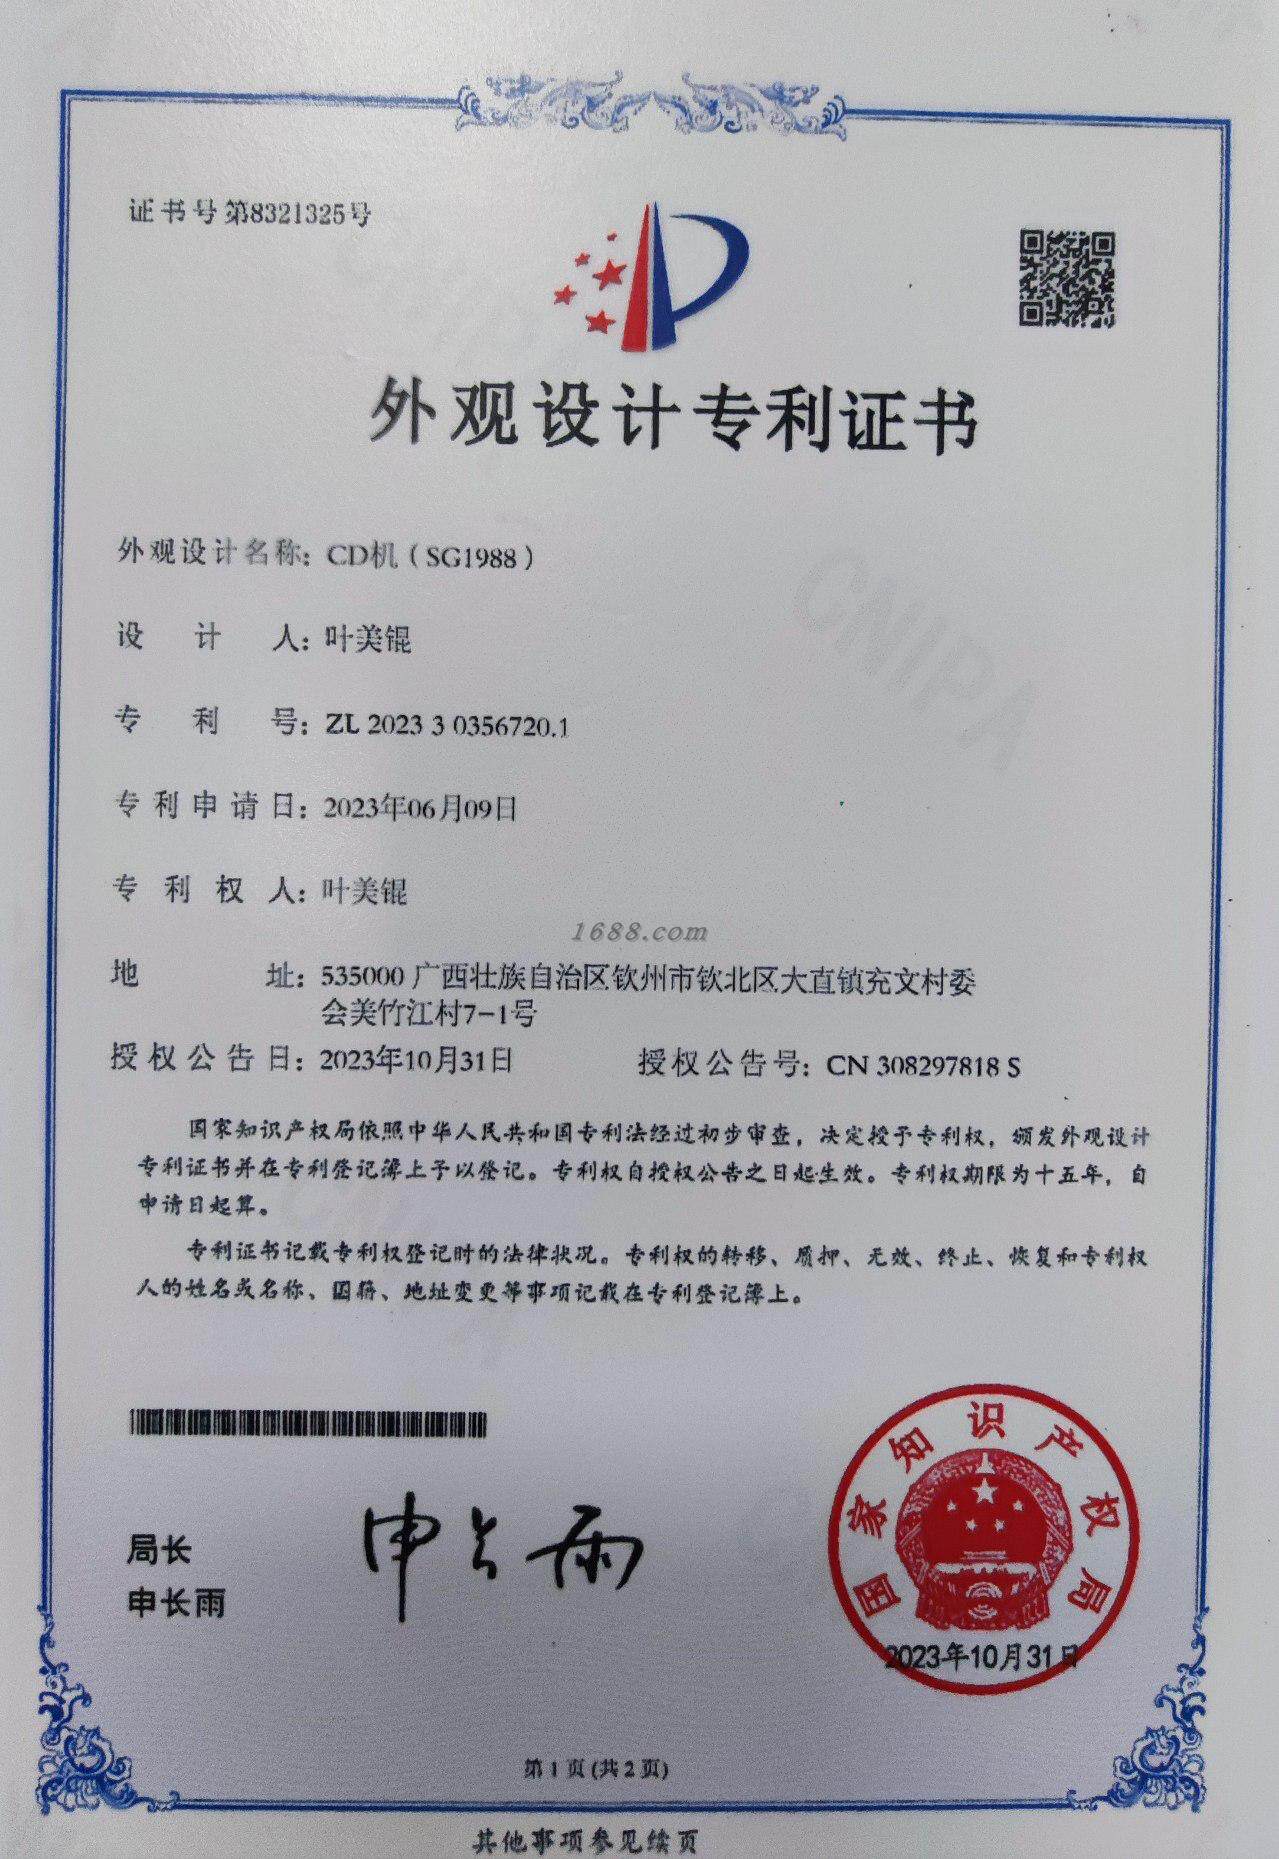 证书号第8321325号
外观设计专利证书
外观设计名称：CD机（SG1988）
设计人：叶美锟
专利号：ZL 2023 3 0356720.1
专利申请日：2023年06月09日
专利权人：叶美锟
1688.com
地址：535000 广西壮族自治区钦州市钦北区大直镇充文村委
会美竹江村7-1号
授权公告日：2023年10月31日 授权公告号：CN 308297818 S
国家知识产权局依照中华人民共和国专利法经过初步审查，决定授予专利权，颁发外观设计
专利证书并在专利登记簿上予以登记。专利权自授权公告之日起生效。专利权期限为十五年，自
申请日起算。
专利证书记载专利权登记时的法律状况。专利权的转移、质押、无效、终止、恢复和专利权
人的姓名或名称、国籍、地址变更等事项记载在专利登记簿上。
局长
申长雨
申长雨
国家知识产权局
2023年10月31日
第1页(共2页)
其他事项参见续页
CNIPA